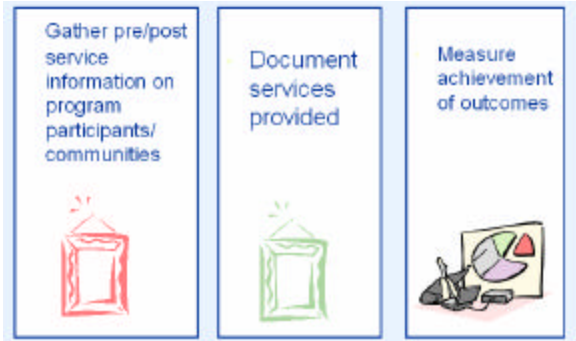 Gather pre/post
service
information on
program
participants/
communities
Document
services
provided
Measure
achievement
of outcomes